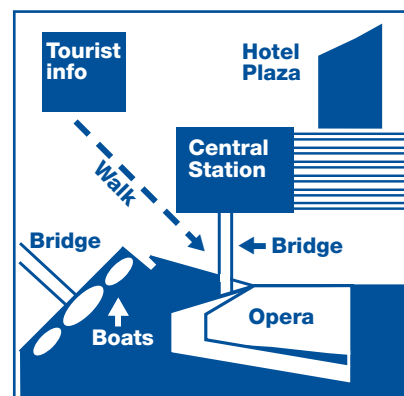 Tourist
info
Hotel
Plaza
Central
Station
Walk
Bridge
Bridge
Opera
Boats